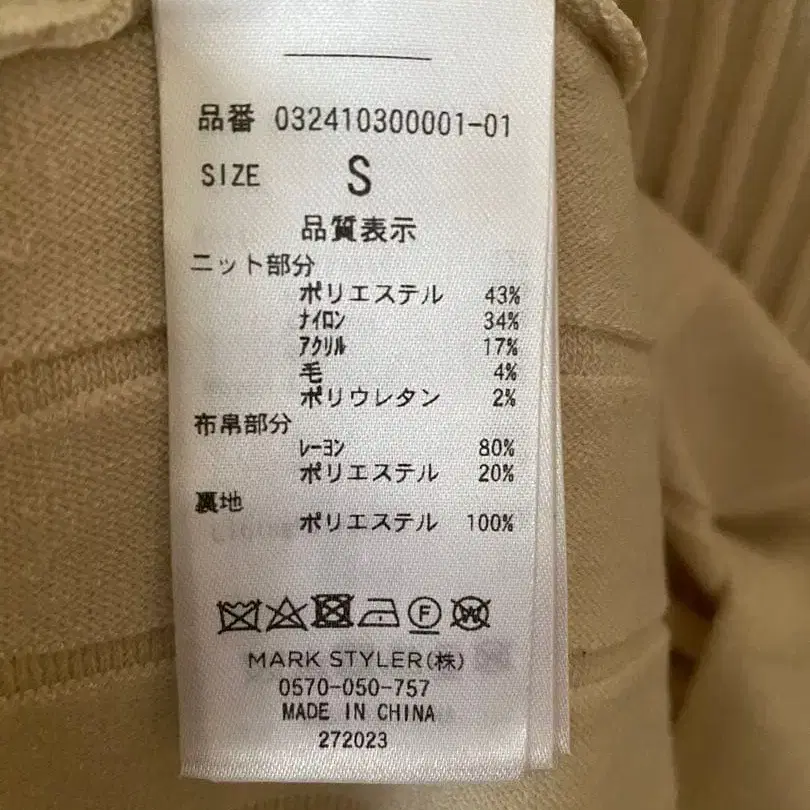 品番 032410300001-01
SIZE S
品質表示
ニット部分
ポリエステル 43%
ﾅｲﾛﾝ 34%
ｱｸﾘﾙ 17%
毛 4%
ポリウレタン 2%
布帛部分
ﾚｰﾖﾝ 80%
ポリエステル 20%
裏地
ポリエステル 100%
F W
MARK STYLER(株)
0570-050-757
MADE IN CHINA
272023